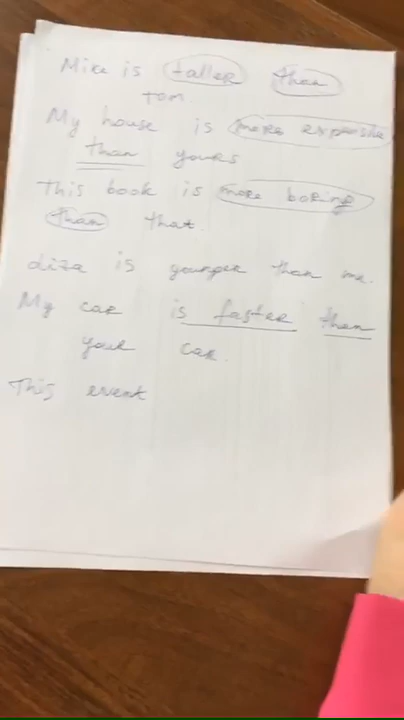 Mike is taller than
Tom.
My house is more expensive
than yours
This book is more boring
than that.
Liza is younger than me.
My car is faster than
your car.
This event